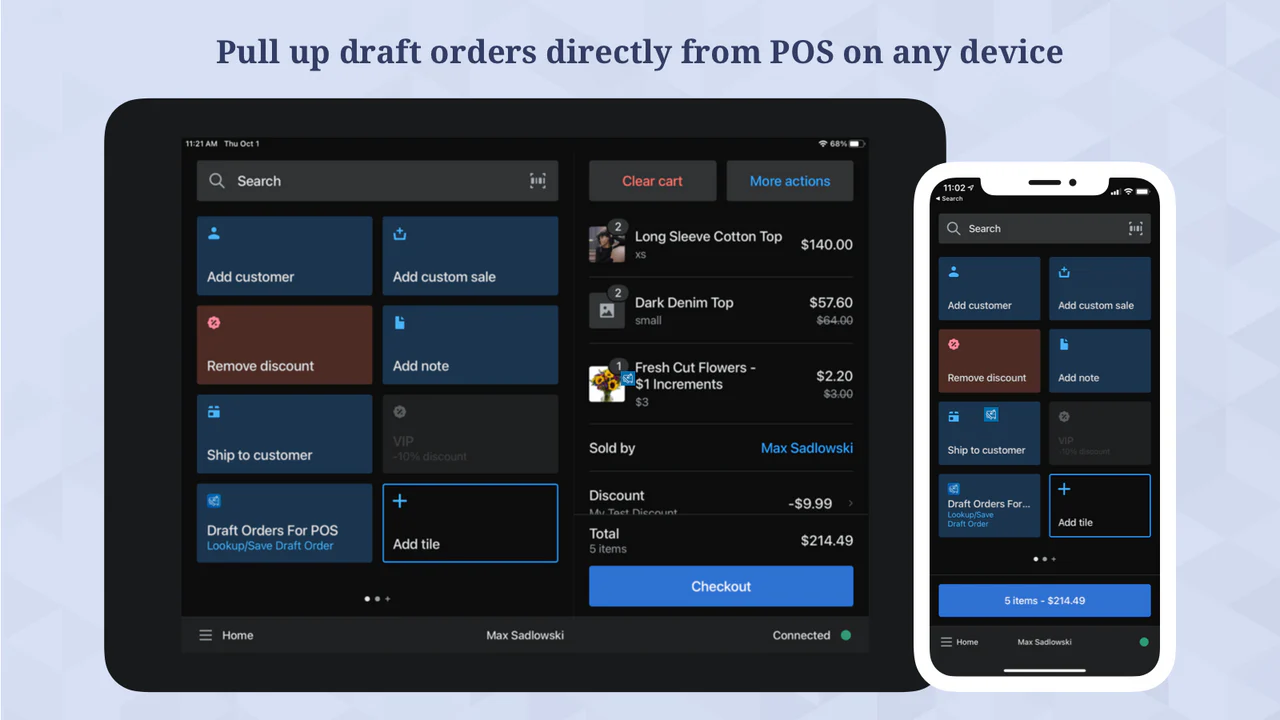 Pull up draft orders directly from POS on any device
11:21 AM Thu Oct 1
68%
Search
Add customer
Add custom sale
Remove discount
Add note
Ship to customer
VIP
-10% discount
Draft Orders For POS
Lookup/Save Draft Order
Add tile
Clear cart
More actions
2
Long Sleeve Cotton Top
xs
$140.00
2
Dark Denim Top
small
$57.60
$64.00
1
Fresh Cut Flowers -
$1 Increments
$3
$2.20
$3.00
Sold by
Max Sadlowski
Discount
My Test Discount
-$9.99
Total
5 items
$214.49
Checkout
Home
Max Sadlowski
Connected
11:02
Search
Search
Add customer
Add custom sale
Remove discount
Add note
Ship to customer
VIP
-10% discount
Draft Orders For...
Lookup/Save
Draft Order
Add tile
5 items - $214.49
Home
Max Sadlowski